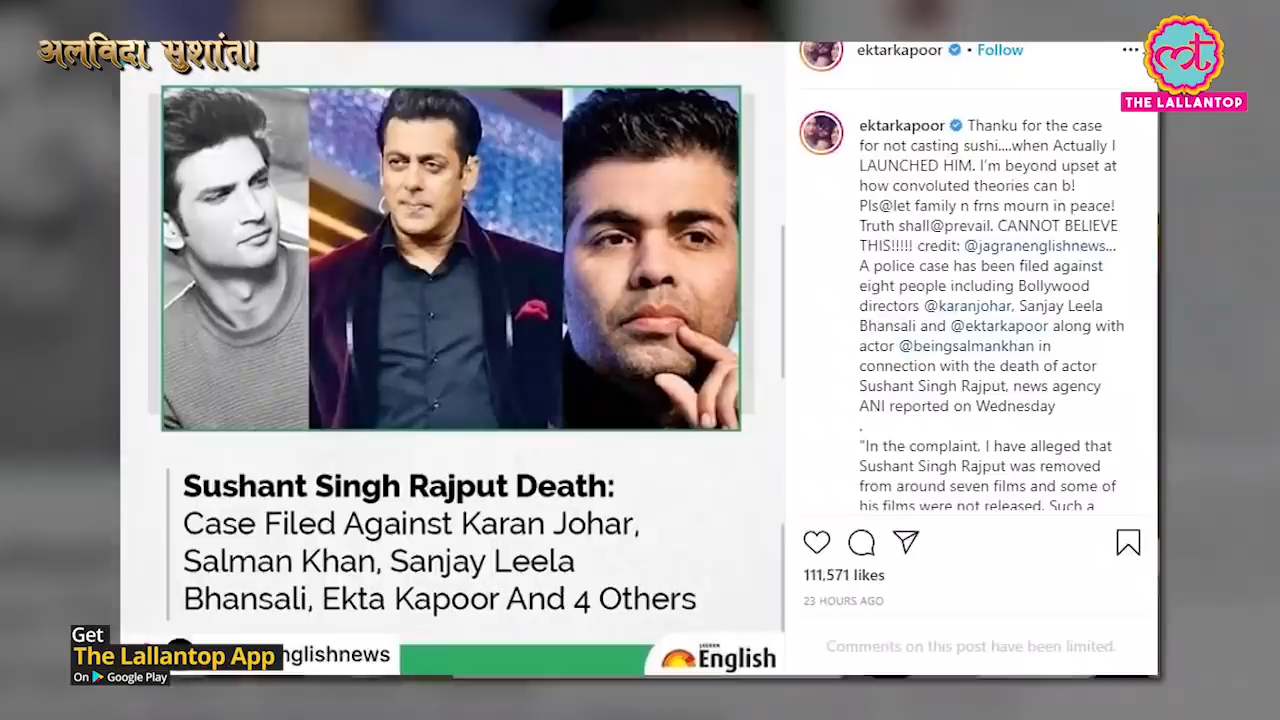 अलविदा सुशांत।
THE LALLANTOP
ektarkapoor • Follow
ektarkapoor Thanku for the case
for not casting sushi....when Actually I
LAUNCHED HIM. I'm beyond upset at
how convoluted theories can b!
Pls@let family n frns mourn in peace!
Truth shall@prevail. CANNOT BELIEVE
THIS!!!!! credit: @jagranenglishnews...
A police case has been filed against
eight people including Bollywood
directors @karanjohar, Sanjay Leela
Bhansali and @ektarkapoor along with
actor @beingsalmankhan in
connection with the death of actor
Sushant Singh Rajput, news agency
ANI reported on Wednesday
.
"In the complaint, I have alleged that
Sushant Singh Rajput was removed
from around seven films and some of
his films were not released. Such a
111,571 likes
23 HOURS AGO
Comments on this post have been limited.
Sushant Singh Rajput Death:
Case Filed Against Karan Johar,
Salman Khan, Sanjay Leela
Bhansali, Ekta Kapoor And 4 Others
nglishnews
JAGRAN
English
Get
The Lallantop App
On Google Play